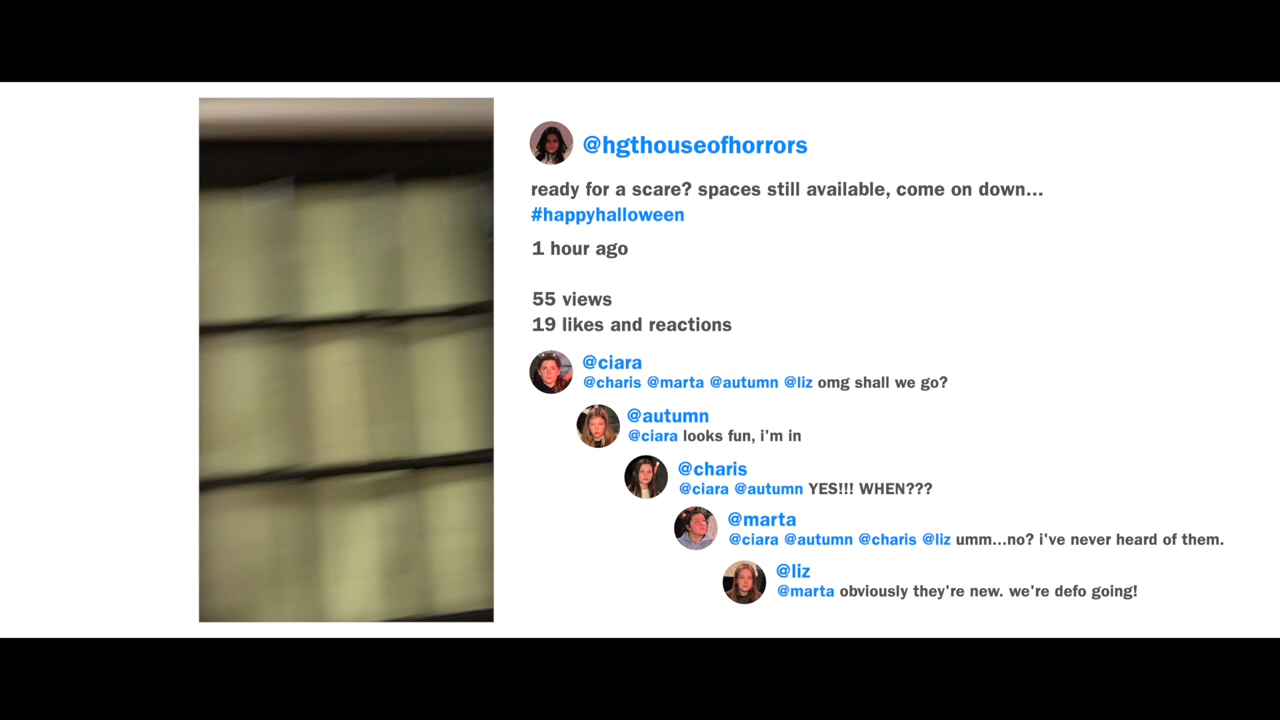 @hgthouseofhorrors
ready for a scare? spaces still available, come on down...
#happyhalloween
1 hour ago
55 views
19 likes and reactions
@ciara
@charis @marta @autumn @liz omg shall we go?
@autumn
@ciara looks fun, i'm in
@charis
@ciara @autumn YES!!! WHEN???
@marta
@ciara @autumn @charis @liz umm...no? i've never heard of them.
@liz
@marta obviously they're new. we're defo going!